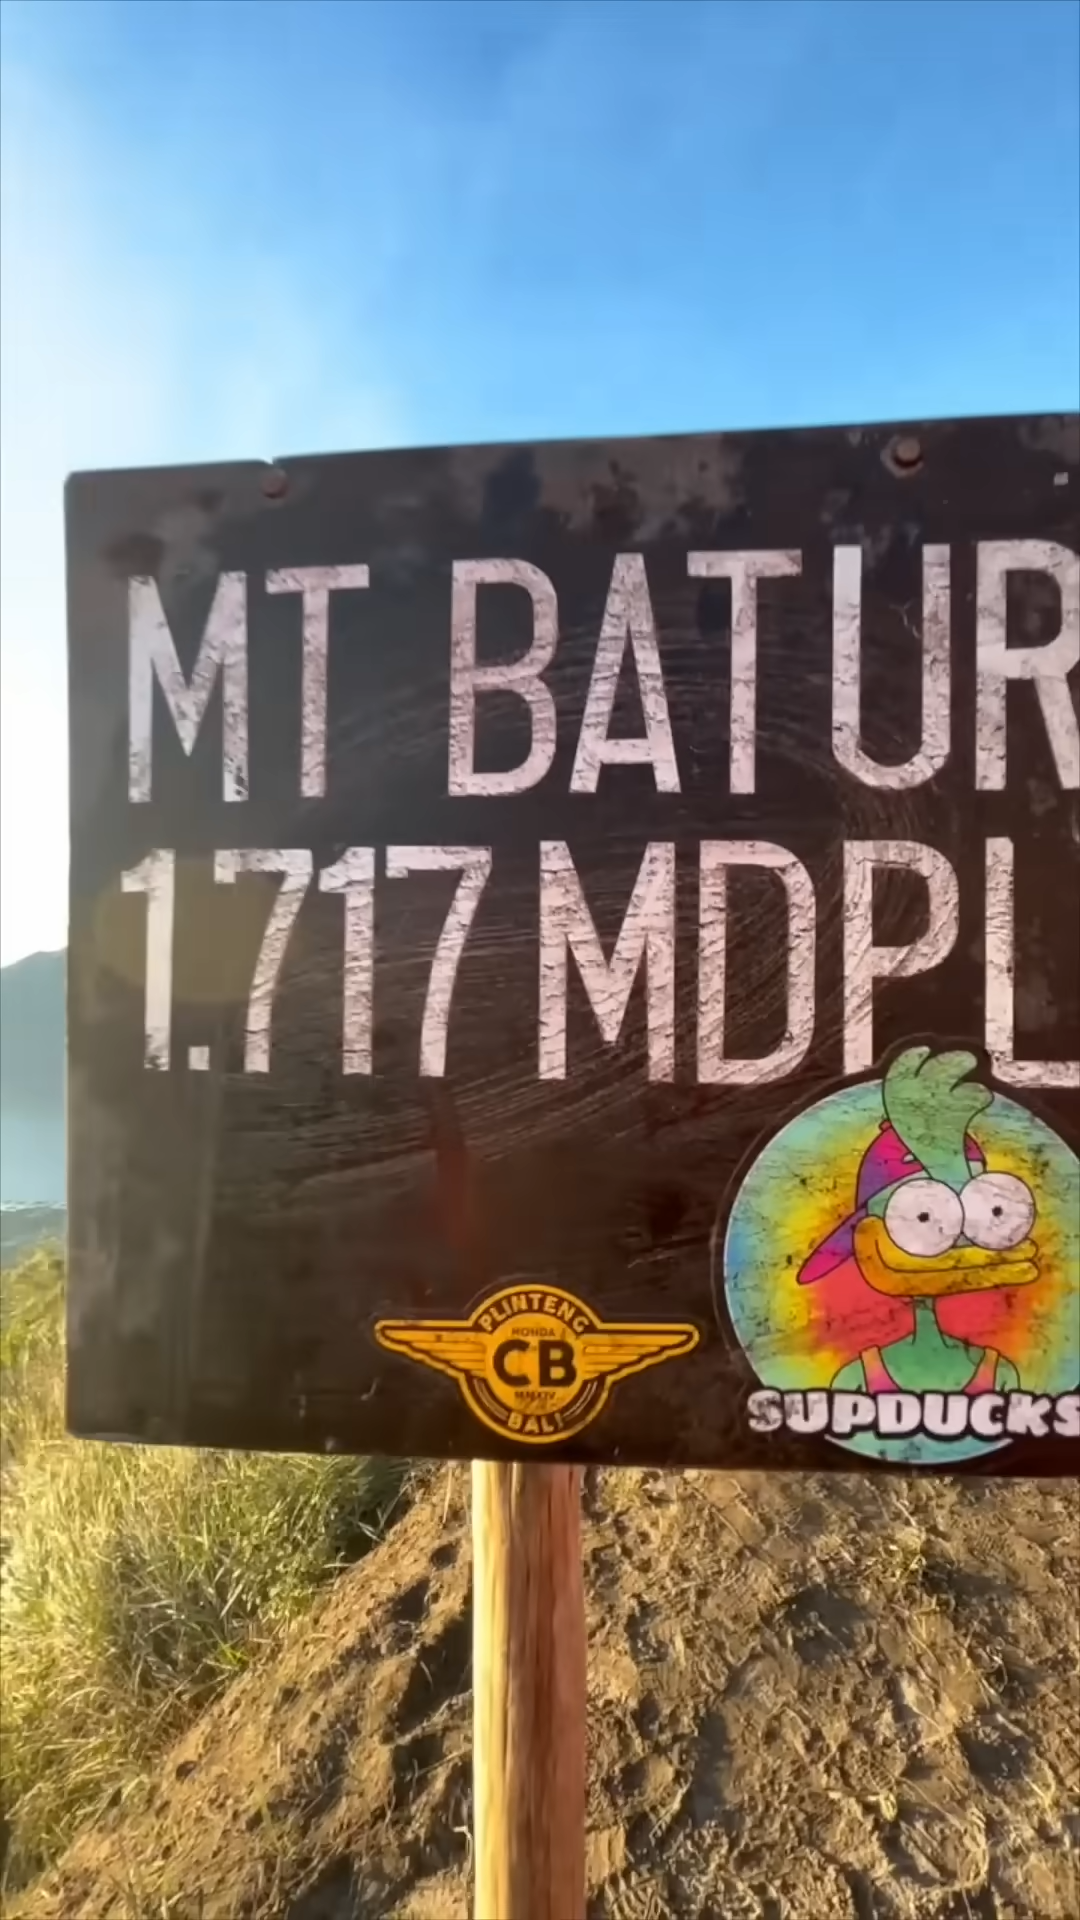 MT BATUR
1.717 MDPL
PLINTENG
HONDA
CB
MMXIV
BALI
SUPDUCKS